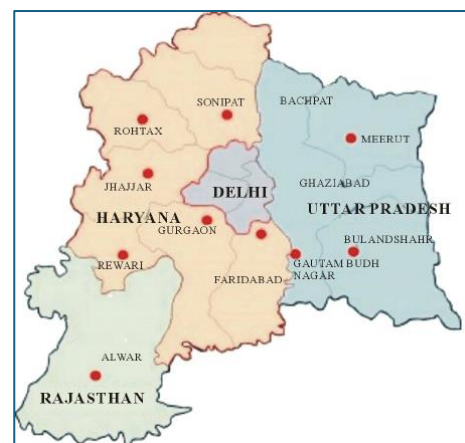 SONIPAT
BACHPAT
ROHTAX
MEERUT
JHAJJAR
DELHI
GHAZIABAD
HARYANA
UTTAR PRADESH
GURGAON
BULANDSHAHR
REWARI
FARIDABAD
GAUTAM BUDH
NAGAR
ALWAR
RAJASTHAN